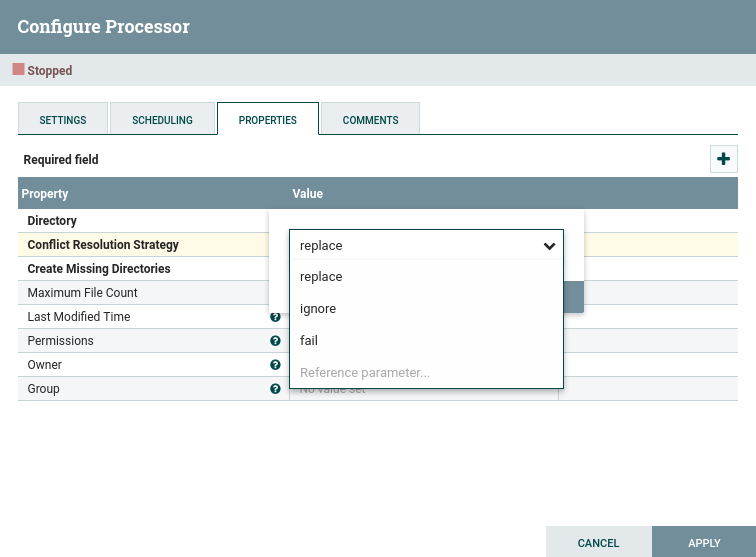 Configure Processor
Stopped
SETTINGS SCHEDULING PROPERTIES COMMENTS
Required field
Property Value
Directory
Conflict Resolution Strategy replace
Create Missing Directories
replace
Maximum File Count
ignore
Last Modified Time
Permissions fail
Owner
Reference parameter...
Group No value set
CANCEL APPLY